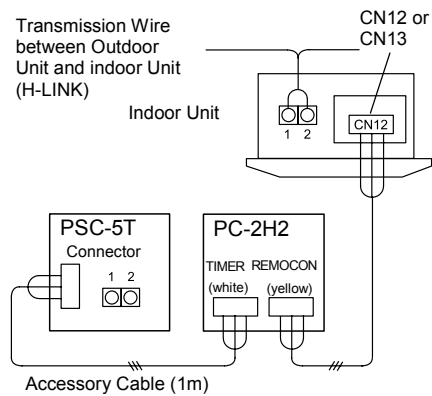 Transmission Wire
between Outdoor
Unit and indoor Unit
(H-LINK)
CN12 or
CN13
Indoor Unit
1 2
CN12
PSC-5T
Connector
1 2
PC-2H2
TIMER REMOCON
(white) (yellow)
Accessory Cable (1m)